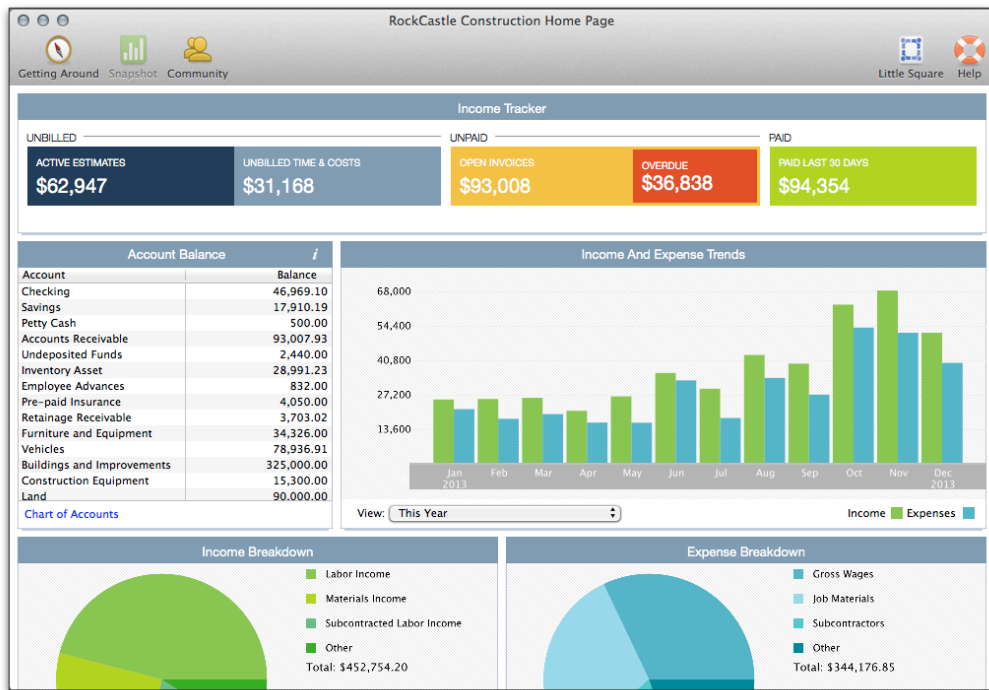 RockCastle Construction Home Page
Getting Around Snapshot Community Little Square Help
Income Tracker
UNBILLED UNPAID PAID
ACTIVE ESTIMATES UNBILLED TIME & COSTS OPEN INVOICES OVERDUE PAID LAST 30 DAYS
$62,947 $31,168 $93,008 $36,838 $94,354
Account Balance i
Account Balance
Checking 46,969.10
Savings 17,910.19
Petty Cash 500.00
Accounts Receivable 93,007.93
Undeposited Funds 2,440.00
Inventory Asset 28,991.23
Employee Advances 832.00
Pre-paid Insurance 4,050.00
Retainage Receivable 3,703.02
Furniture and Equipment 34,326.00
Vehicles 78,936.91
Buildings and Improvements 325,000.00
Construction Equipment 15,300.00
Land 90,000.00
Chart of Accounts
Income And Expense Trends
68,000
54,400
40,800
27,200
13,600
Jan Feb Mar Apr May Jun Jul Aug Sep Oct Nov Dec
2013 2013
View: This Year Income Expenses
Income Breakdown
Labor Income
Materials Income
Subcontracted Labor Income
Other
Total: $452,754.20
Expense Breakdown
Gross Wages
Job Materials
Subcontractors
Other
Total: $344,176.85